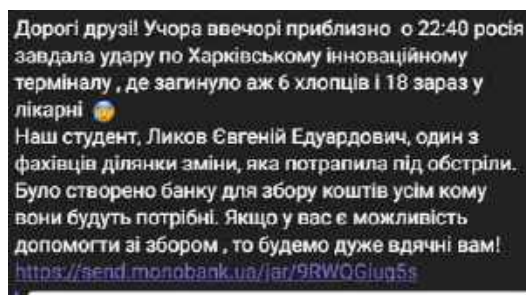 Дорогі друзі! Учора ввечорі приблизно о 22:40 росія
завдала удару по Харківському інноваційному
терміналу , де загинуло аж 6 хлопців і 18 зараз у
лікарні 🤯
Наш студент, Ликов Євгеній Едуардович, один з
фахівців ділянки зміни, яка потрапила під обстріли.
Було створено банку для збору коштів усім кому
вони будуть потрібні. Якщо у вас є можливість
допомогти зі збором , то будемо дуже вдячні вам!
https://send.monobank.ua/jar/9RWQGiuq5s